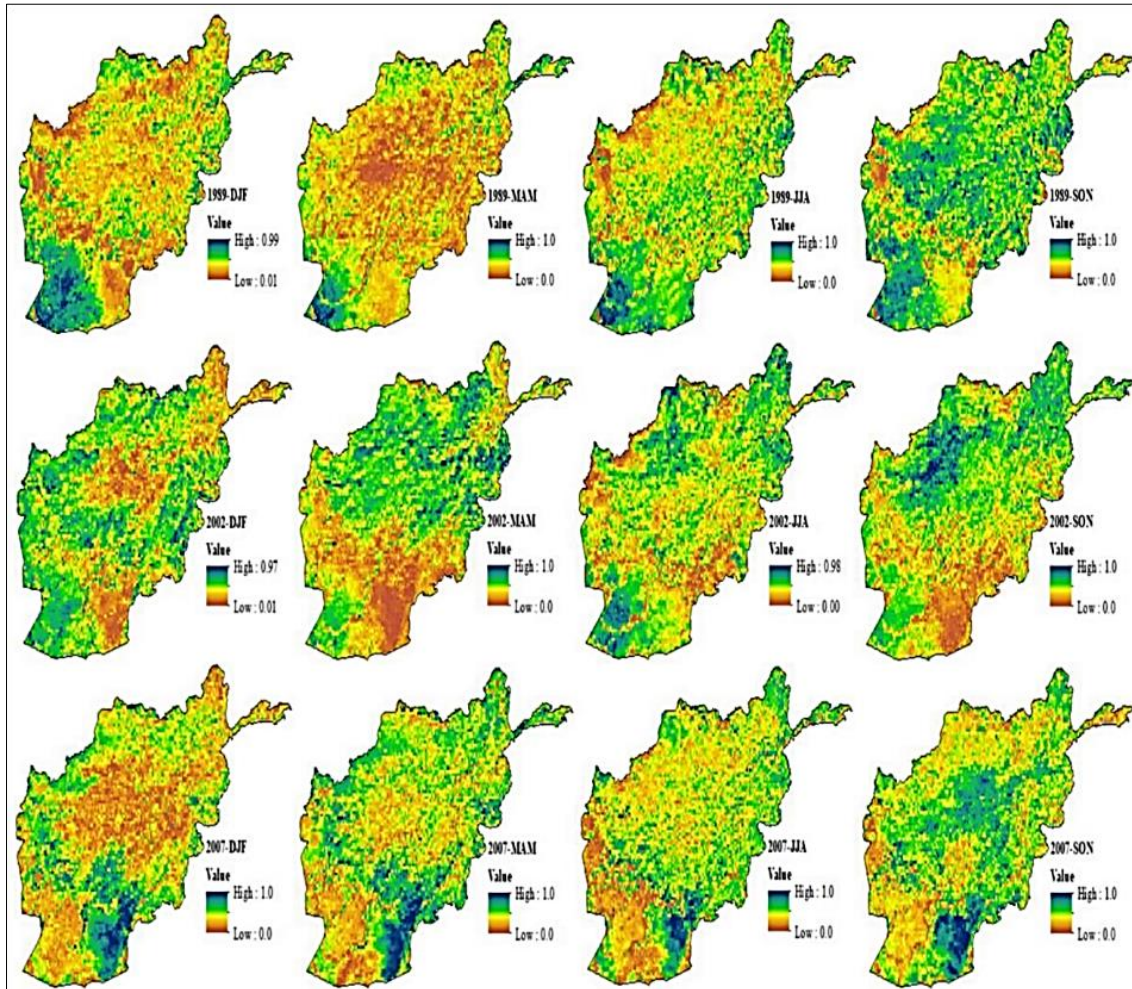 1989-DJF
Value
High : 0.99
Low : 0.01
1989-MAM
Value
High : 1.0
Low : 0.0
1989-JJA
Value
High : 1.0
Low : 0.0
1989-SON
Value
High : 1.0
Low : 0.0
2002-DJF
Value
High : 0.97
Low : 0.01
2002-MAM
Value
High : 1.0
Low : 0.0
2002-JJA
Value
High : 0.98
Low : 0.00
2002-SON
Value
High : 1.0
Low : 0.0
2007-DJF
Value
High : 1.0
Low : 0.0
2007-MAM
Value
High : 1.0
Low : 0.0
2007-JJA
Value
High : 1.0
Low : 0.0
2007-SON
Value
High : 1.0
Low : 0.0